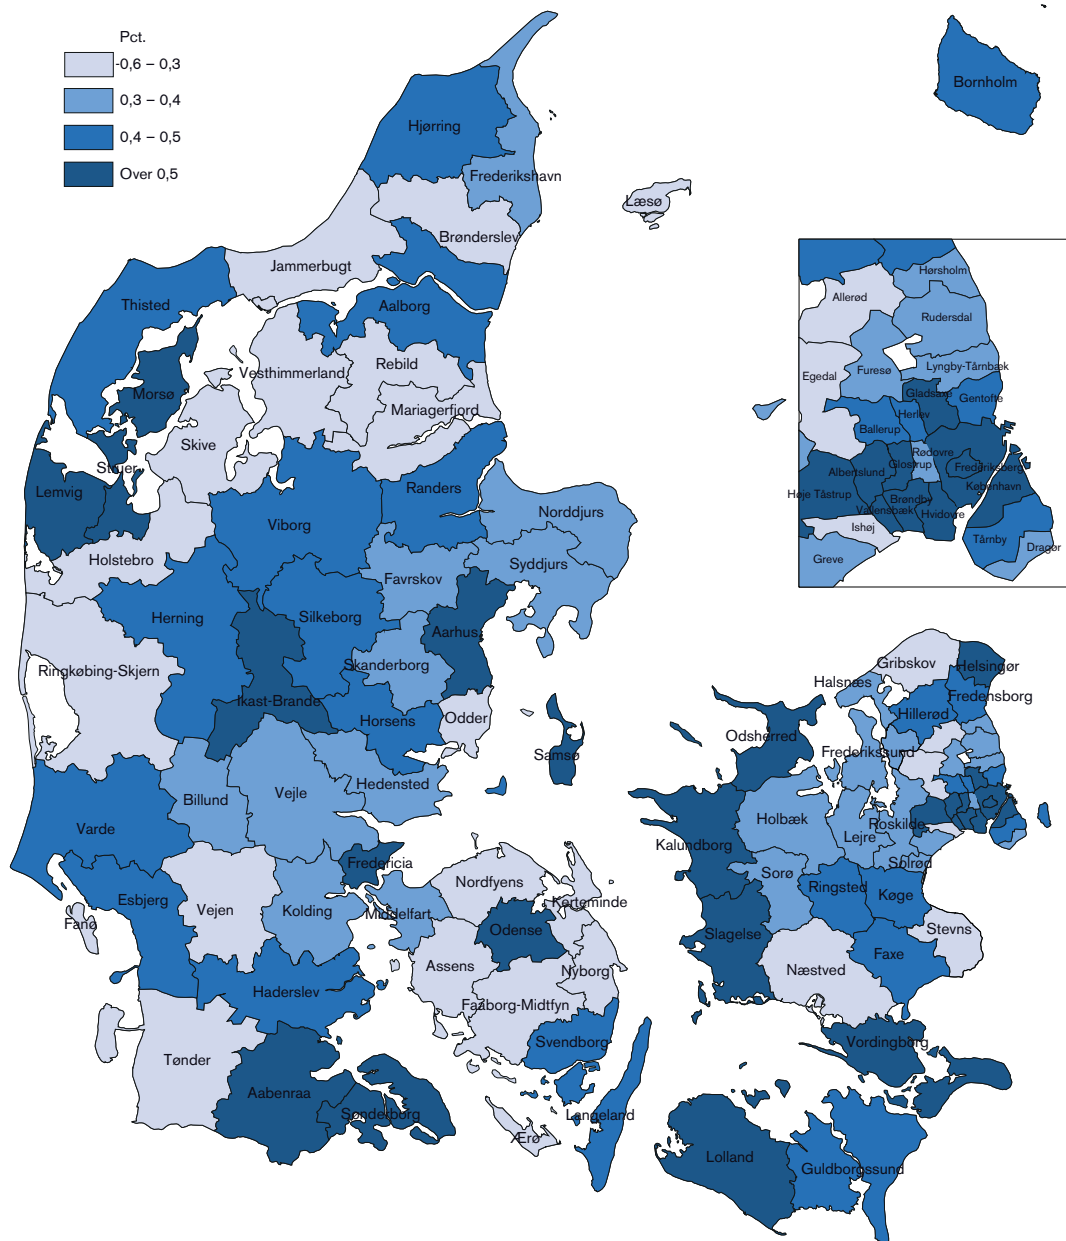 Pct.
-0,6 – 0,3
0,3 – 0,4
0,4 – 0,5
Over 0,5
Bornholm
Hjørring
Frederikshavn
Læsø
Brønderslev
Jammerbugt
Thisted
Aalborg
Vesthimmerland
Rebild
Morsø
Mariagerfjord
Skive
Struer
Lemvig
Randers
Viborg
Norddjurs
Holstebro
Syddjurs
Favrskov
Herning
Silkeborg
Aarhus
Skanderborg
Ringkøbing-Skjern
Ikast-Brande
Horsens
Odder
Samsø
Hedensted
Billund
Vejle
Varde
Fredericia
Esbjerg
Vejen
Kolding
Middelfart
Nordfyens
Kerteminde
Fanø
Odense
Assens
Nyborg
Haderslev
Faaborg-Midtfyn
Svendborg
Tønder
Aabenraa
Sønderborg
Langeland
Ærø
Hørsholm
Allerød
Rudersdal
Egedal
Furesø
Lyngby-Tårnbæk
Gladsaxe
Gentofte
Herlev
Ballerup
Rødovre
Glostrup
Frederiksberg
Albertslund
København
Høje Tåstrup
Brøndby
Vallensbæk
Hvidovre
Ishøj
Tårnby
Dragør
Greve
Gribskov
Helsingør
Halsnæs
Fredensborg
Hillerød
Odsherred
Frederikssund
Holbæk
Roskilde
Lejre
Kalundborg
Solrød
Sorø
Ringsted
Køge
Slagelse
Stevns
Faxe
Næstved
Vordingborg
Lolland
Guldborgssund